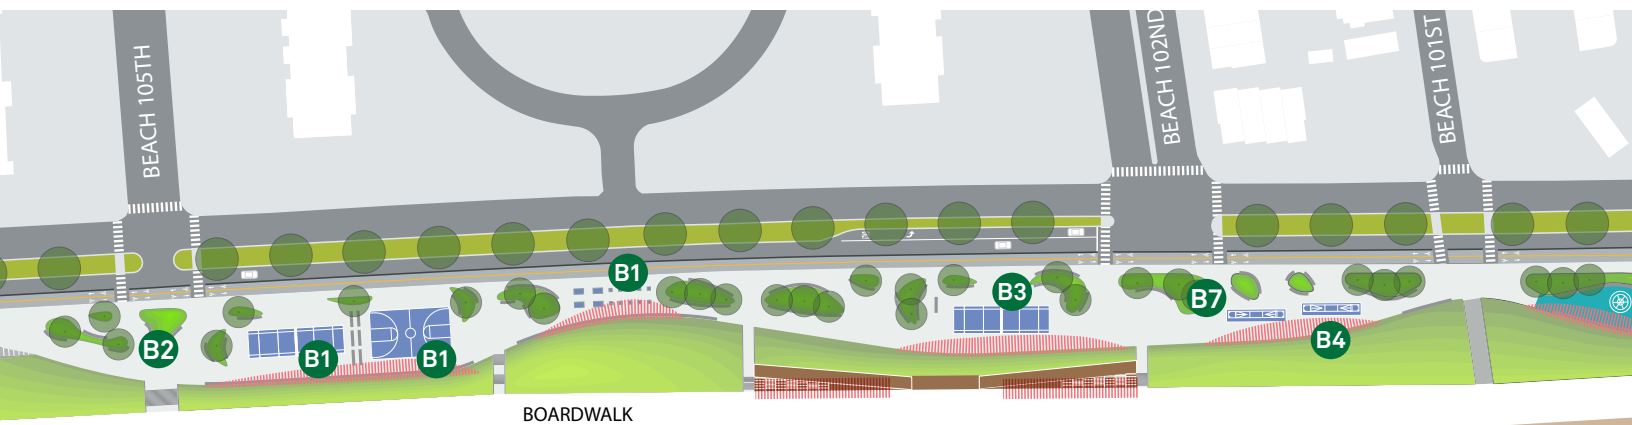 BEACH 105TH
BEACH 102ND
BEACH 101ST
B1
B3
B7
B2
B1
B1
B4
BOARDWALK